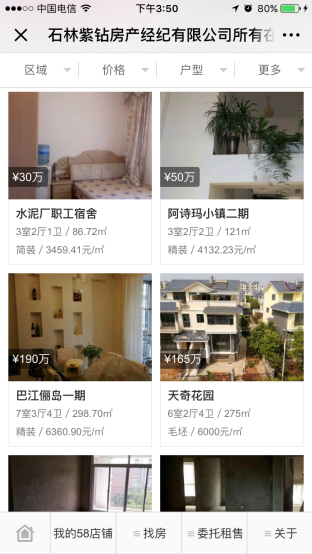 中国电信
下午3:50
80%
石林紫钻房产经纪有限公司所有在
区域
价格
户型
更多
¥30万
水泥厂职工宿舍
3室2厅1卫 / 86.72㎡
简装 / 3459.41元/㎡
¥50万
阿诗玛小镇二期
3室2厅2卫 / 121㎡
精装 / 4132.23元/㎡
¥190万
巴江俪岛一期
7室3厅4卫 / 298.70㎡
精装 / 6360.90元/㎡
¥165万
天奇花园
6室2厅4卫 / 275㎡
毛坯 / 6000元/㎡
我的58店铺
找房
委托租售
关于